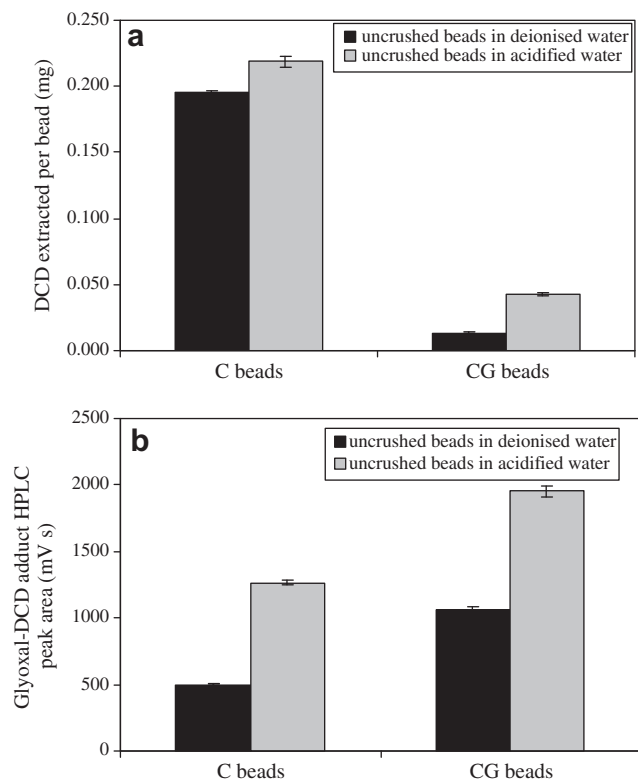 a
uncrushed beads in deionised water
uncrushed beads in acidified water
DCD extracted per bead (mg)
0.250
0.200
0.150
0.100
0.050
0.000
C beads
CG beads
b
uncrushed beads in deionised water
uncrushed beads in acidified water
Glyoxal-DCD adduct HPLC
peak area (mV s)
2500
2000
1500
1000
500
0
C beads
CG beads